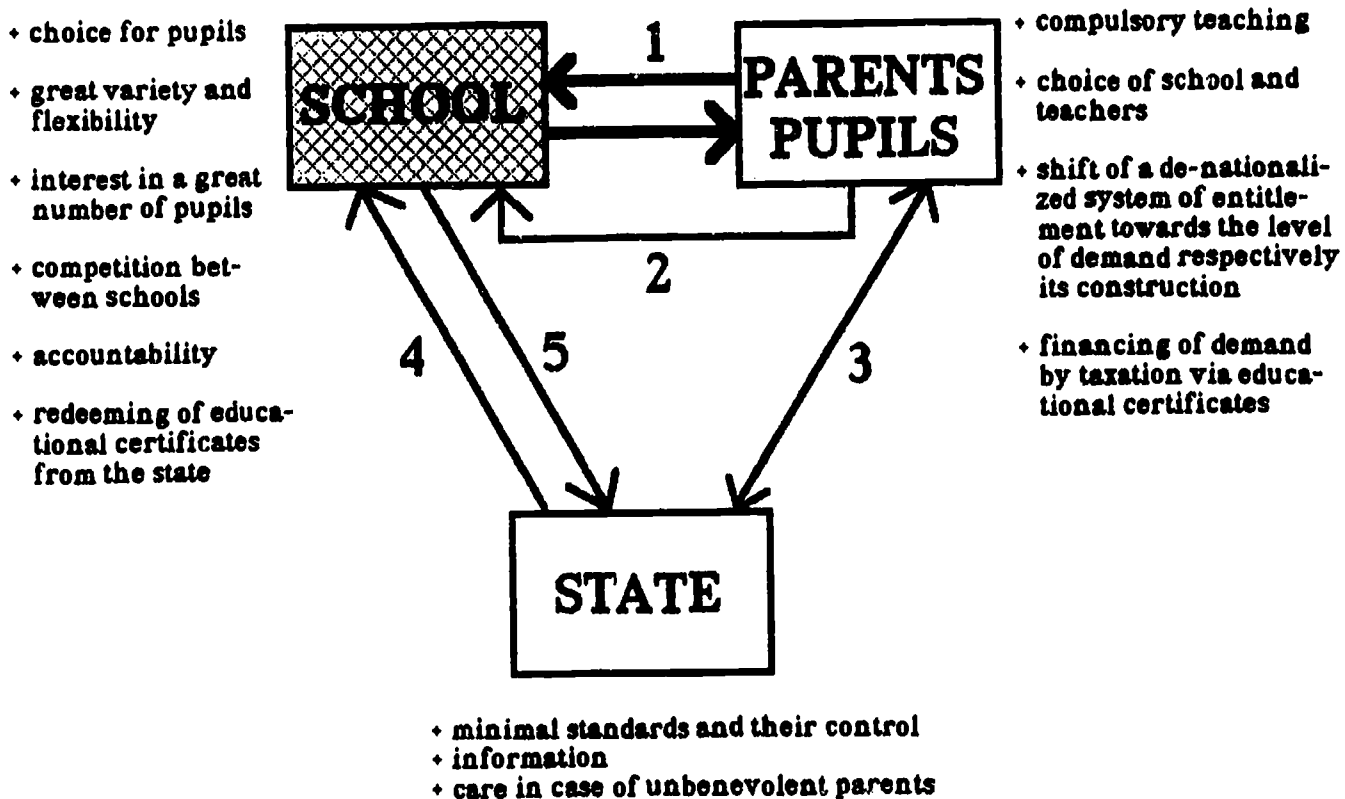 + choice for pupils
+ great variety and
flexibility
+ interest in a great
number of pupils
+ competition bet-
ween schools
+ accountability
+ redeeming of educa-
tional certificates
from the state
SCHOOL
1
PARENTS
PUPILS
2
4
5
3
STATE
+ compulsory teaching
+ choice of school and
teachers
+ shift of a de-nationali-
zed system of entitle-
ment towards the level
of demand respectively
its construction
+ financing of demand
by taxation via educa-
tional certificates
+ minimal standards and their control
+ information
+ care in case of unbenevolent parents